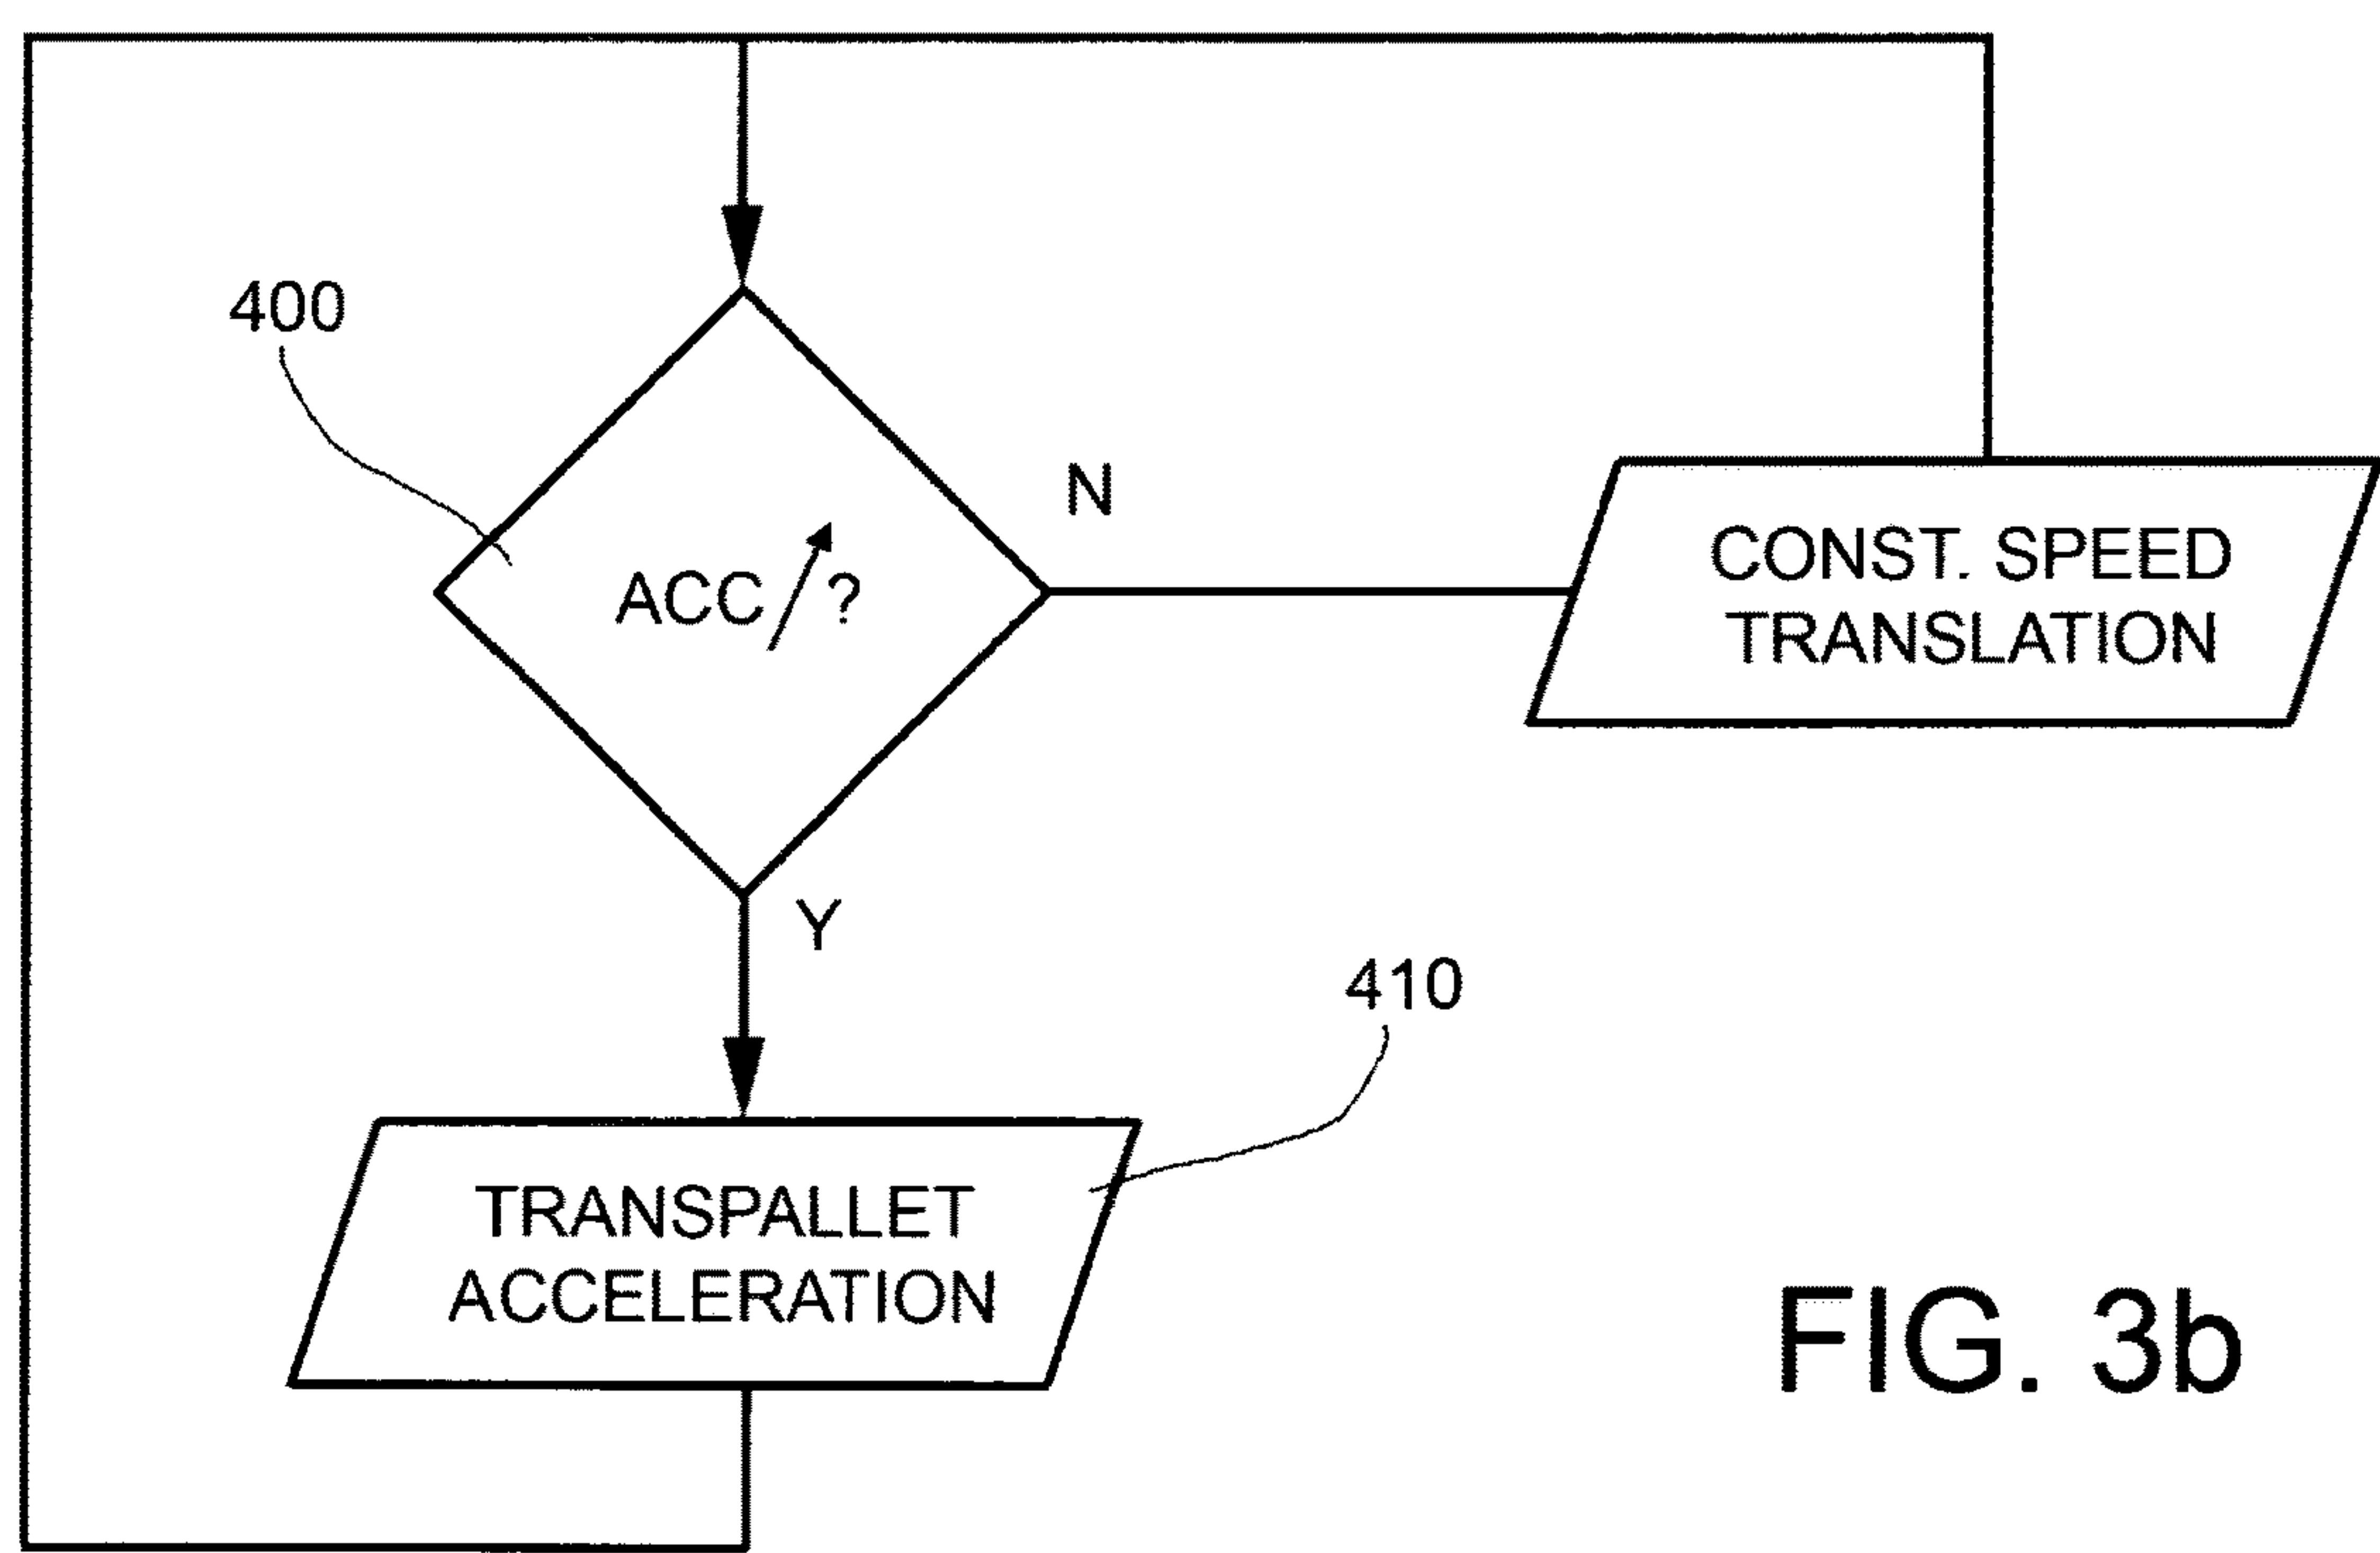 400
N
ACC ?
CONST. SPEED
TRANSLATION
Y
410
TRANSPALLET
ACCELERATION
FIG. 3b